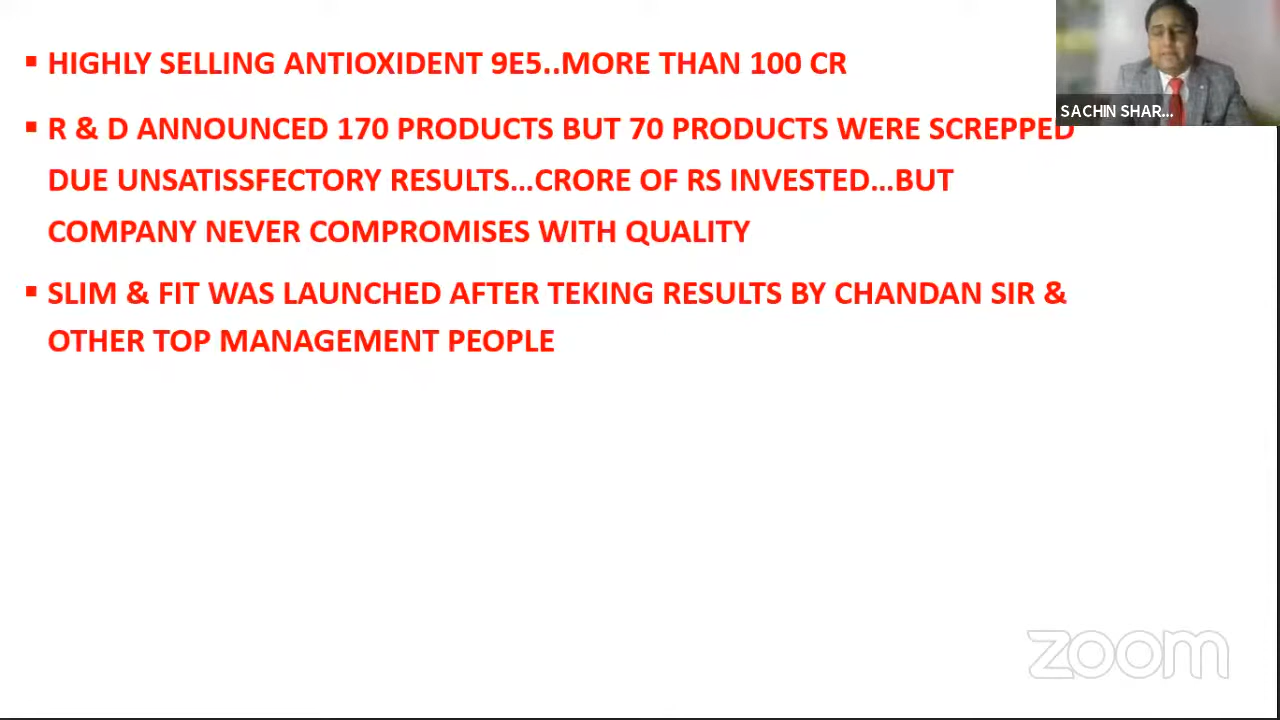 ▪ HIGHLY SELLING ANTIOXIDENT 9E5..MORE THAN 100 CR
▪ R & D ANNOUNCED 170 PRODUCTS BUT 70 PRODUCTS WERE SCREPPED
DUE UNSATISSFECTORY RESULTS...CRORE OF RS INVESTED...BUT
COMPANY NEVER COMPROMISES WITH QUALITY
▪ SLIM & FIT WAS LAUNCHED AFTER TEKING RESULTS BY CHANDAN SIR &
OTHER TOP MANAGEMENT PEOPLE
SACHIN SHAR...
zoom